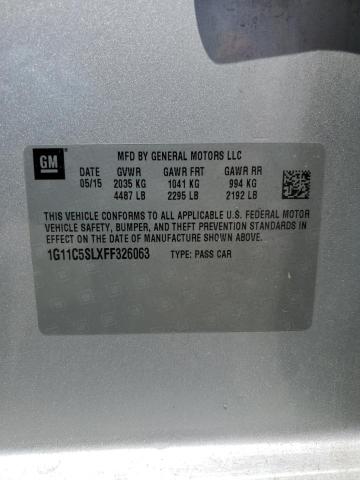 GM
MFD BY GENERAL MOTORS LLC
DATE GVWR GAWR FRT GAWR RR
05/15 2035 KG 1041 KG 994 KG
4487 LB 2295 LB 2192 LB
THIS VEHICLE CONFORMS TO ALL APPLICABLE U.S. FEDERAL MOTOR
VEHICLE SAFETY, BUMPER, AND THEFT PREVENTION STANDARDS
IN EFFECT ON THE DATE OF MANUFACTURE SHOWN ABOVE.
1G11C5SLXFF326063 TYPE: PASS CAR